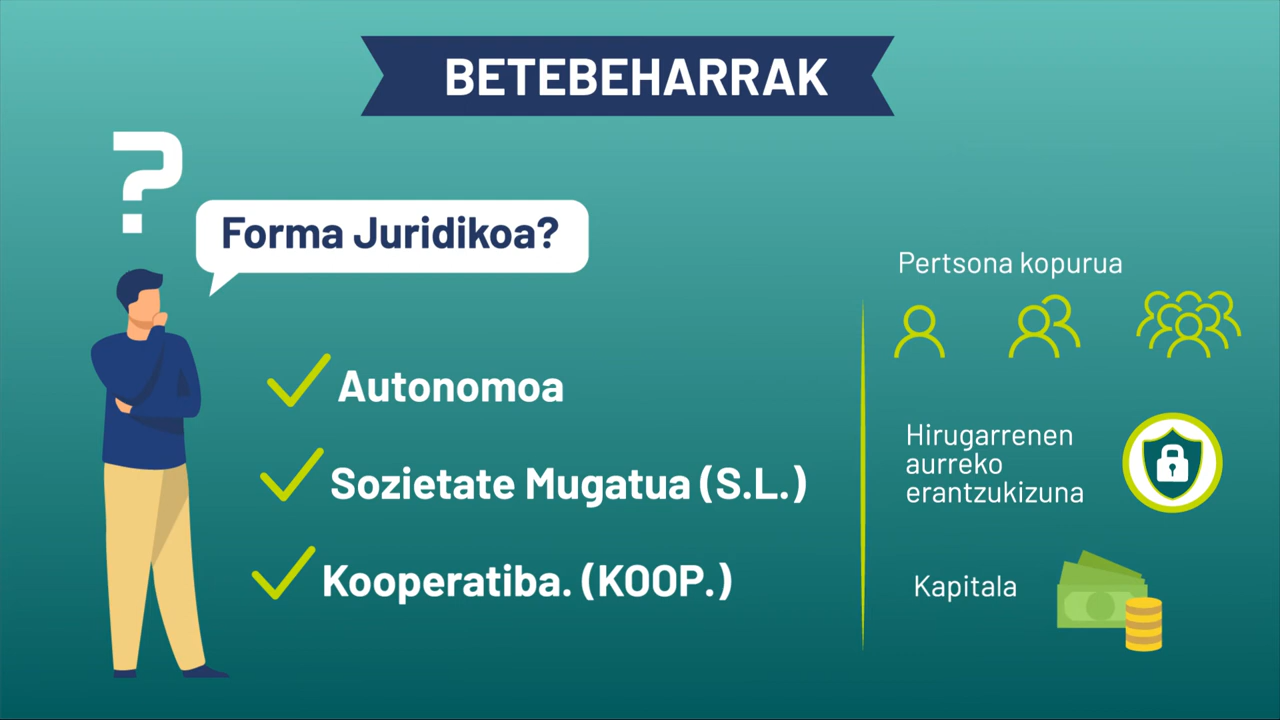 BETEBEHARRAK
?
Forma Juridikoa?
Autonomoa
Sozietate Mugatua (S.L.)
Kooperatiba. (KOOP.)
Pertsona kopurua
Hirugarrenen
aurreko
erantzukizuna
Kapitala